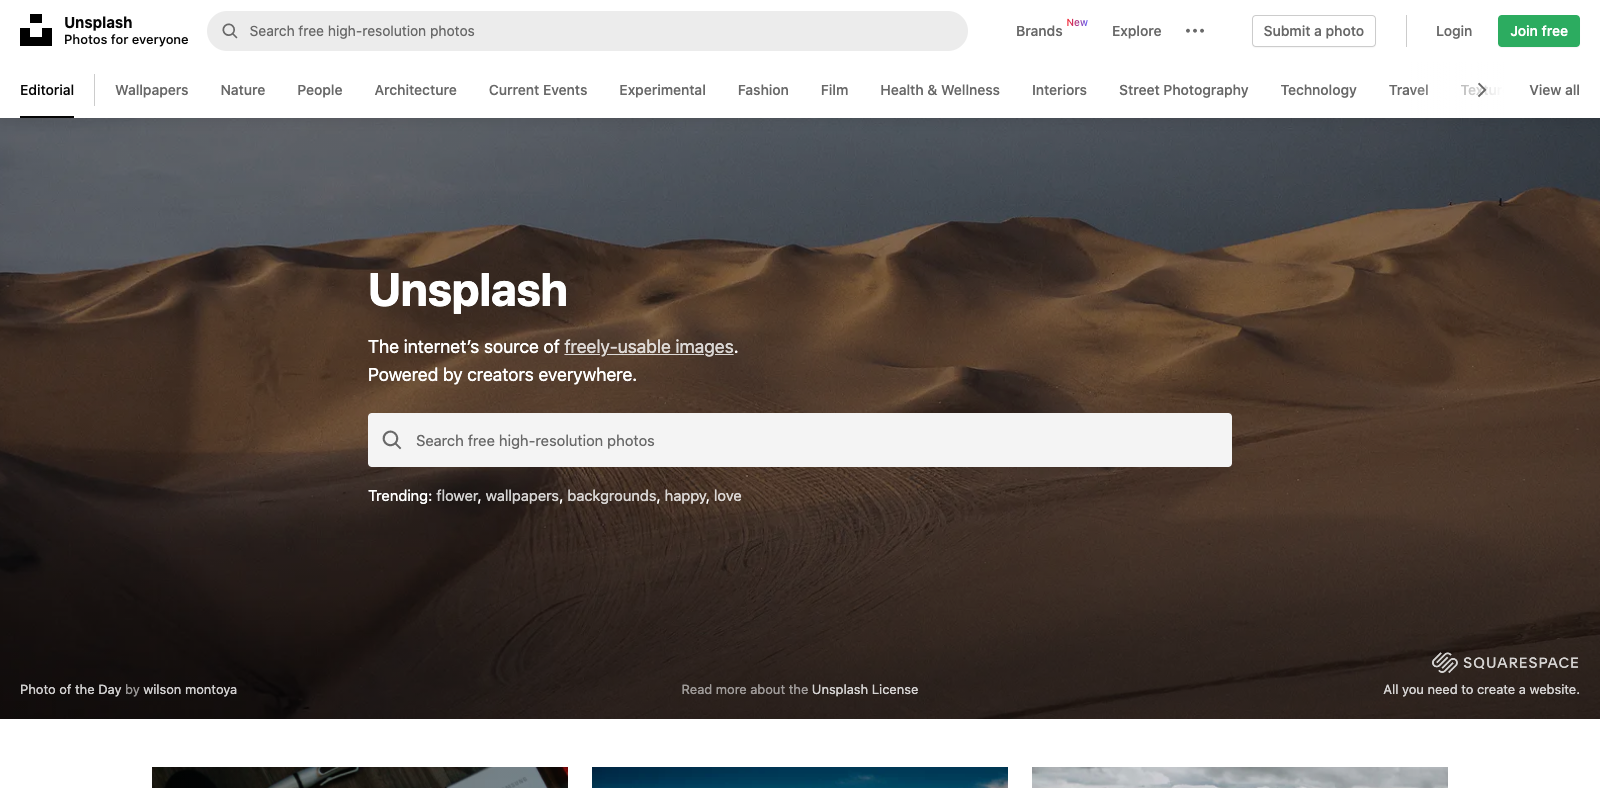 Unsplash
Photos for everyone
Search free high-resolution photos
Brands New
Explore
Submit a photo
Login
Join free
Editorial
Wallpapers
Nature
People
Architecture
Current Events
Experimental
Fashion
Film
Health & Wellness
Interiors
Street Photography
Technology
Travel
View all
Unsplash
The internet’s source of freely-usable images.
Powered by creators everywhere.
Search free high-resolution photos
Trending: flower, wallpapers, backgrounds, happy, love
SQUARESPACE
Photo of the Day by wilson montoya
Read more about the Unsplash License
All you need to create a website.